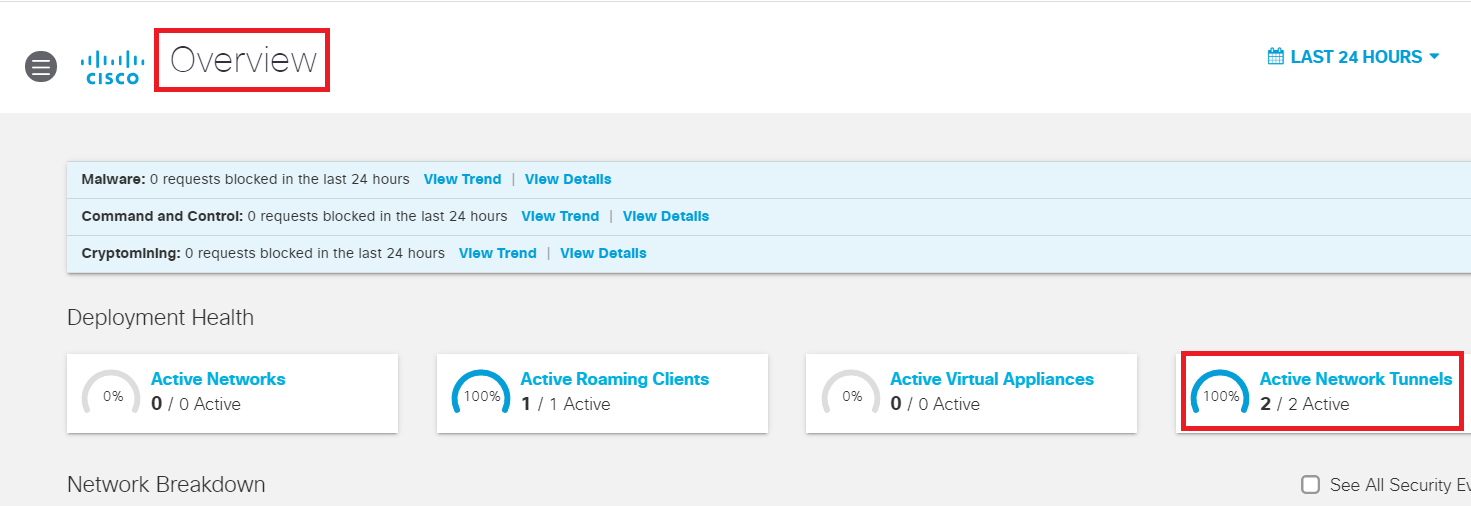 CISCO
Overview
LAST 24 HOURS
Malware: 0 requests blocked in the last 24 hours View Trend | View Details
Command and Control: 0 requests blocked in the last 24 hours View Trend | View Details
Cryptomining: 0 requests blocked in the last 24 hours View Trend | View Details
Deployment Health
0%
Active Networks
0 / 0 Active
100%
Active Roaming Clients
1 / 1 Active
0%
Active Virtual Appliances
0 / 0 Active
100%
Active Network Tunnels
2 / 2 Active
Network Breakdown
See All Security Ev